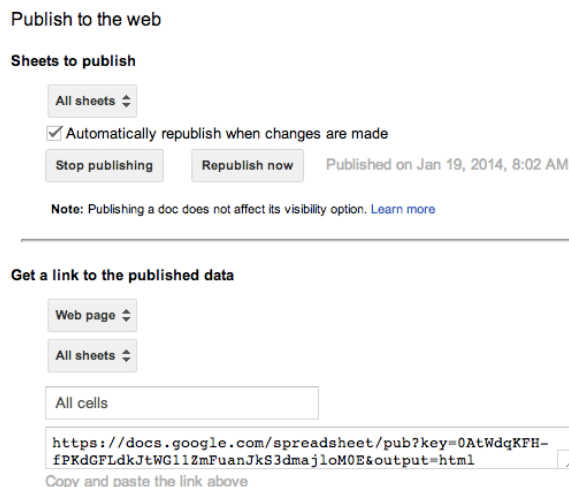 Publish to the web
Sheets to publish
All sheets
Automatically republish when changes are made
Stop publishing Republish now Published on Jan 19, 2014, 8:02 AM
Note: Publishing a doc does not affect its visibility option. Learn more
Get a link to the published data
Web page
All sheets
All cells
https://docs.google.com/spreadsheet/pub?key=0AtWdqKFH-
fPKdGFLdkJtWG11ZmFuanJkS3dmajloM0E&output=html
Copy and paste the link above